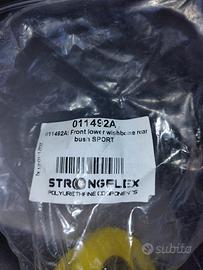 011492A
011492A: Front lower wishbone rear
bush SPORT
STRONGFLEX
POLYURETHANE COMPONENTS
subito